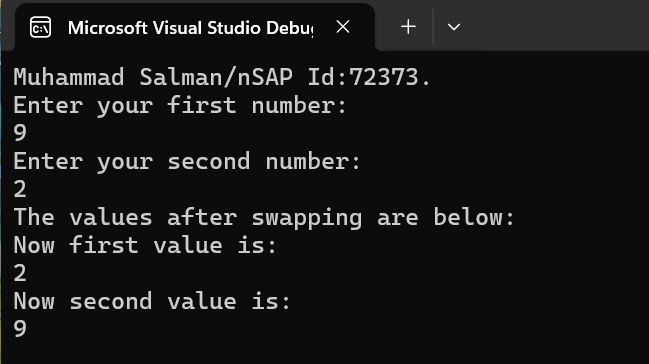 Microsoft Visual Studio Debu
Muhammad Salman/nSAP Id:72373.
Enter your first number:
9
Enter your second number:
2
The values after swapping are below:
Now first value is:
2
Now second value is:
9